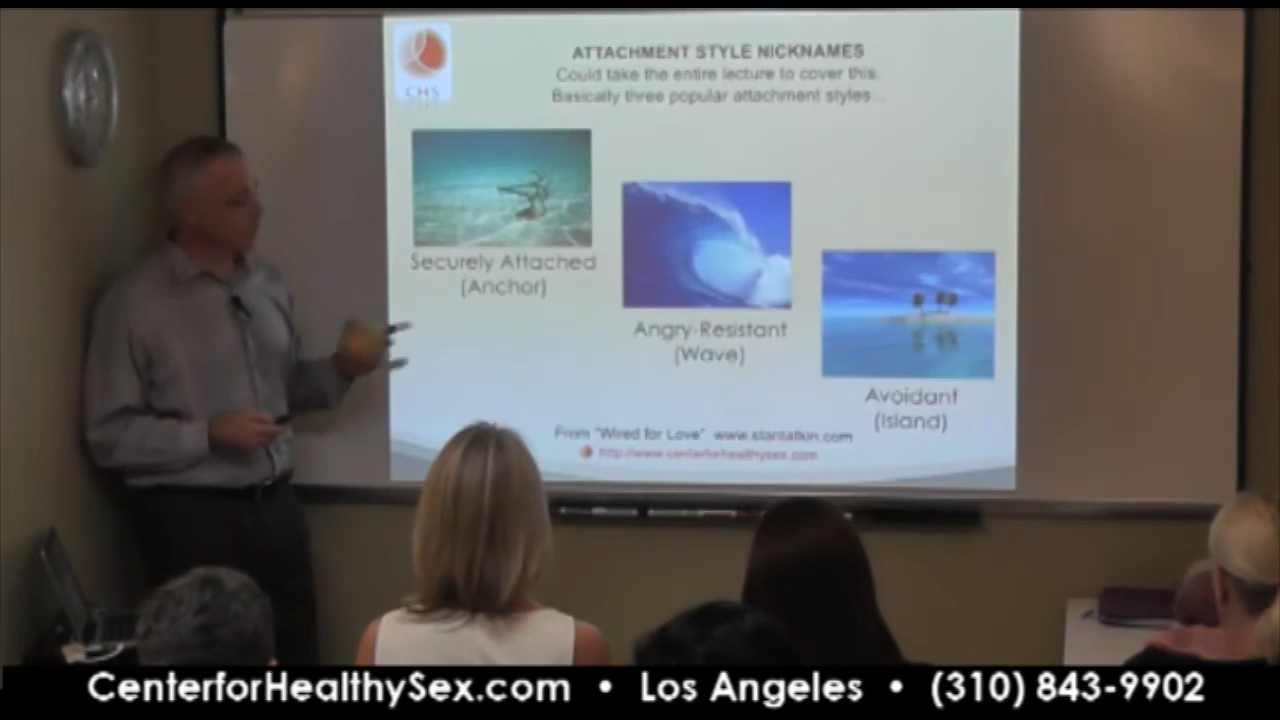 CHS
ATTACHMENT STYLE NICKNAMES
Could take the entire lecture to cover this.
Basically three popular attachment styles...
Securely Attached
(Anchor)
Angry-Resistant
(Wave)
Avoidant
(Island)
From "Wired for Love" www.stantatkin.com
http://www.centerforhealthysex.com
CenterforHealthySex.com • Los Angeles • (310) 843-9902